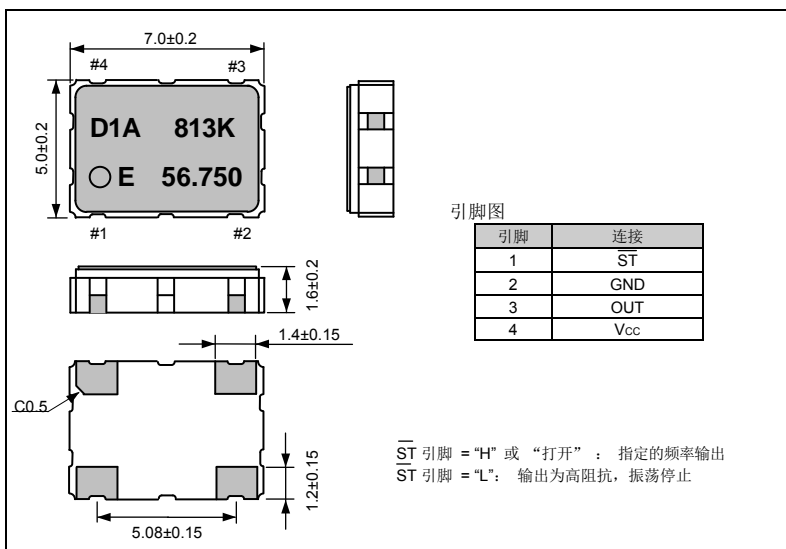 7.0±0.2
#4 #3
5.0±0.2
D1A 813K
E 56.750
#1 #2
1.6±0.2
1.4±0.15
C0.5
1.2±0.15
5.08±0.15
引脚图
引脚 连接
1 S̅T̅
2 GND
3 OUT
4 Vcc
S̅T̅ 引脚 = “H” 或 “打开” : 指定的频率输出
S̅T̅ 引脚 = “L”: 输出为高阻抗，振荡停止